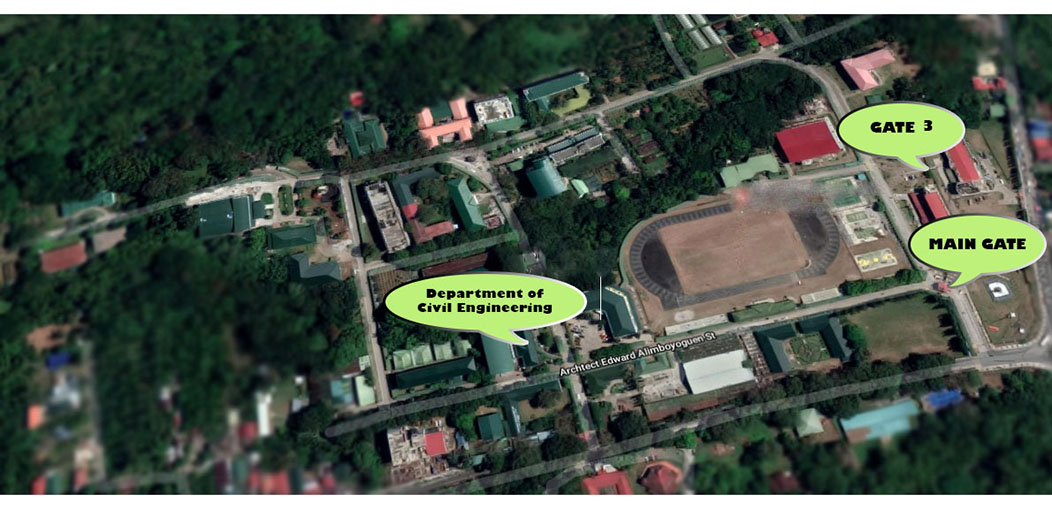 GATE 3
MAIN GATE
Department of
Civil Engineering
Archtect Edward Alimboyoguen St